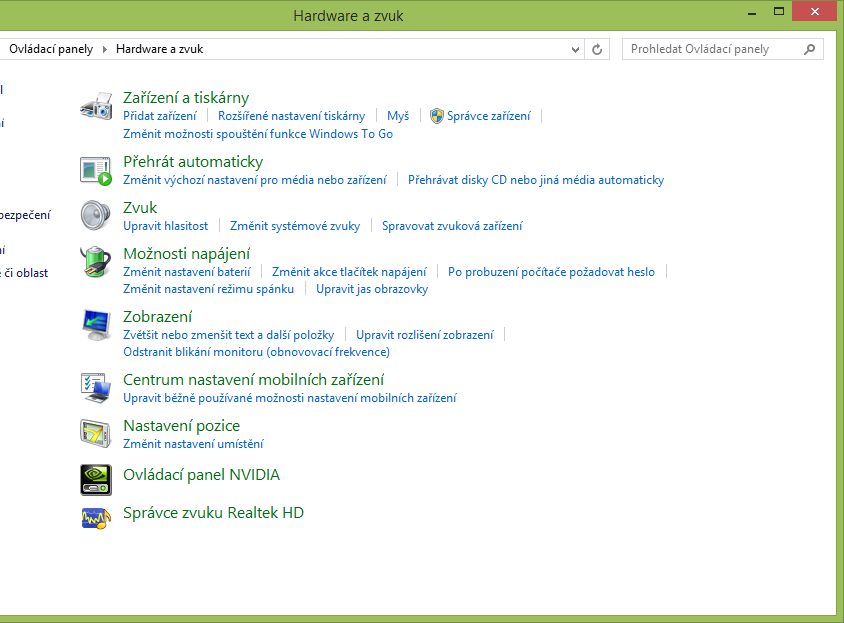 Hardware a zvuk
Ovládací panely Hardware a zvuk
Prohledat Ovládací panely
bezpečení
či oblast
Zařízení a tiskárny
Přidat zařízení Rozšířené nastavení tiskárny Myš Správce zařízení
Změnit možnosti spouštění funkce Windows To Go
Přehrát automaticky
Změnit výchozí nastavení pro média nebo zařízení Přehrávat disky CD nebo jiná média automaticky
Zvuk
Upravit hlasitost Změnit systémové zvuky Spravovat zvuková zařízení
Možnosti napájení
Změnit nastavení baterií Změnit akce tlačítek napájení Po probuzení počítače požadovat heslo
Změnit nastavení režimu spánku Upravit jas obrazovky
Zobrazení
Zvětšit nebo zmenšit text a další položky Upravit rozlišení zobrazení
Odstranit blikání monitoru (obnovovací frekvence)
Centrum nastavení mobilních zařízení
Upravit běžně používané možnosti nastavení mobilních zařízení
Nastavení pozice
Změnit nastavení umístění
Ovládací panel NVIDIA
Správce zvuku Realtek HD